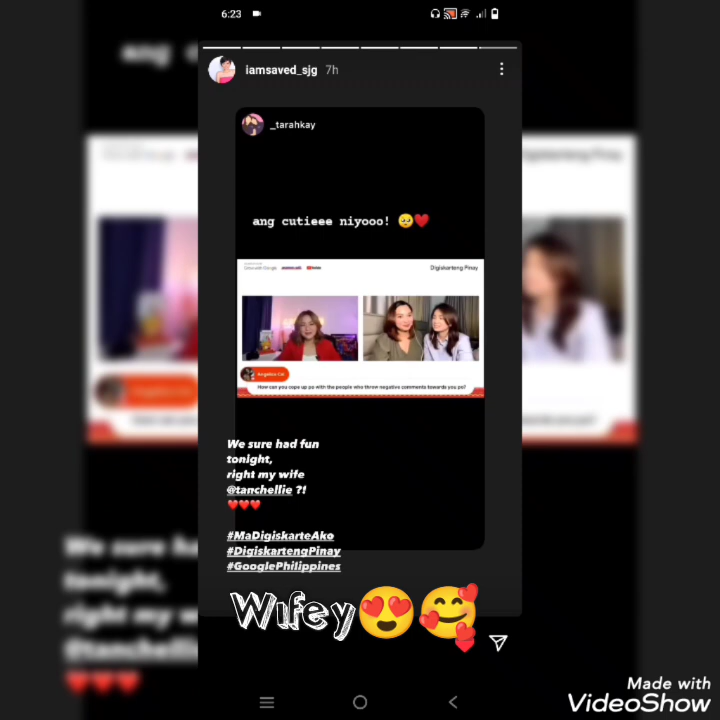 6:23
iamsaved_sjg 7h
_tarahkay
ang cutieee niyooo! 🥺❤️
Digiskarteng Pinay
How can you cope up po with the people who throw negative comments towards you po?
We sure had fun
tonight,
right my wife
@tanchellie ?!
❤️❤️❤️
#MaDigiskarteAko
#DigiskartengPinay
#GooglePhilippines
Wifey😍🥰
Made with
VideoShow